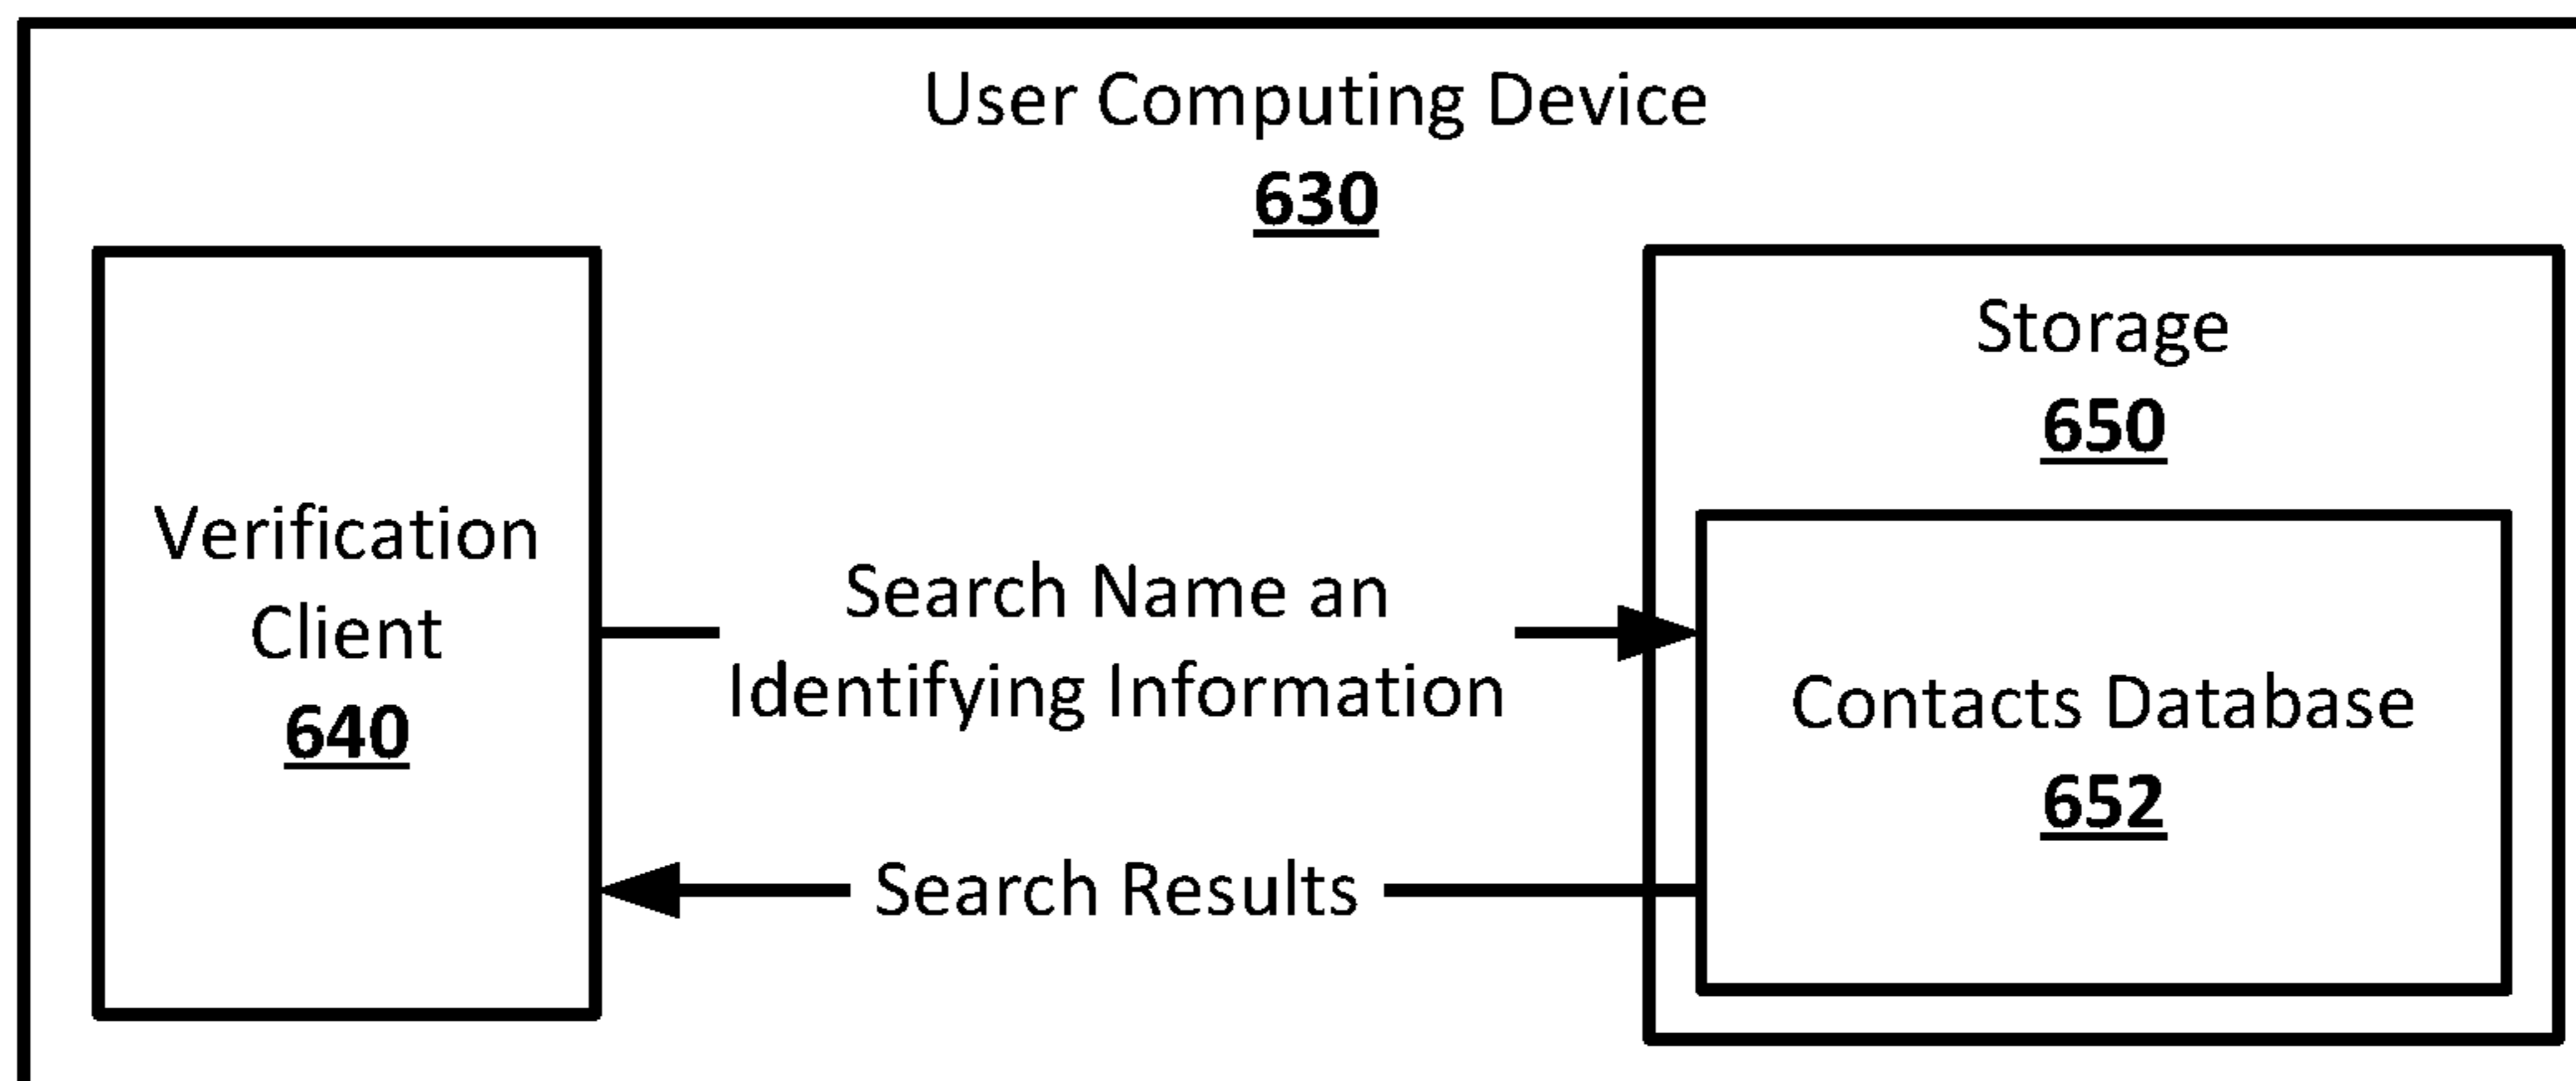 User Computing Device
630
Verification
Client
640
Search Name an
Identifying Information
Search Results
Storage
650
Contacts Database
652